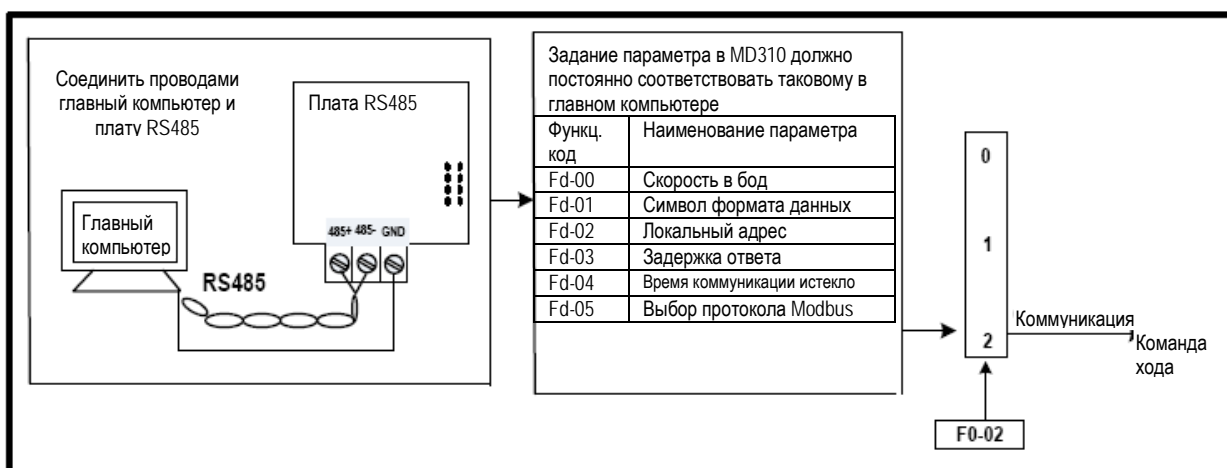 Соединить проводами
главный компьютер и
плату RS485
Плата RS485
Главный
компьютер
485+ 485- GND
RS485
Задание параметра в MD310 должно
постоянно соответствовать таковому в
главном компьютере
Функц. код Наименование параметра
Fd-00 Скорость в бод
Fd-01 Символ формата данных
Fd-02 Локальный адрес
Fd-03 Задержка ответа
Fd-04 Время коммуникации истекло
Fd-05 Выбор протокола Modbus
0
1
2
Коммуникация
Команда
хода
F0-02